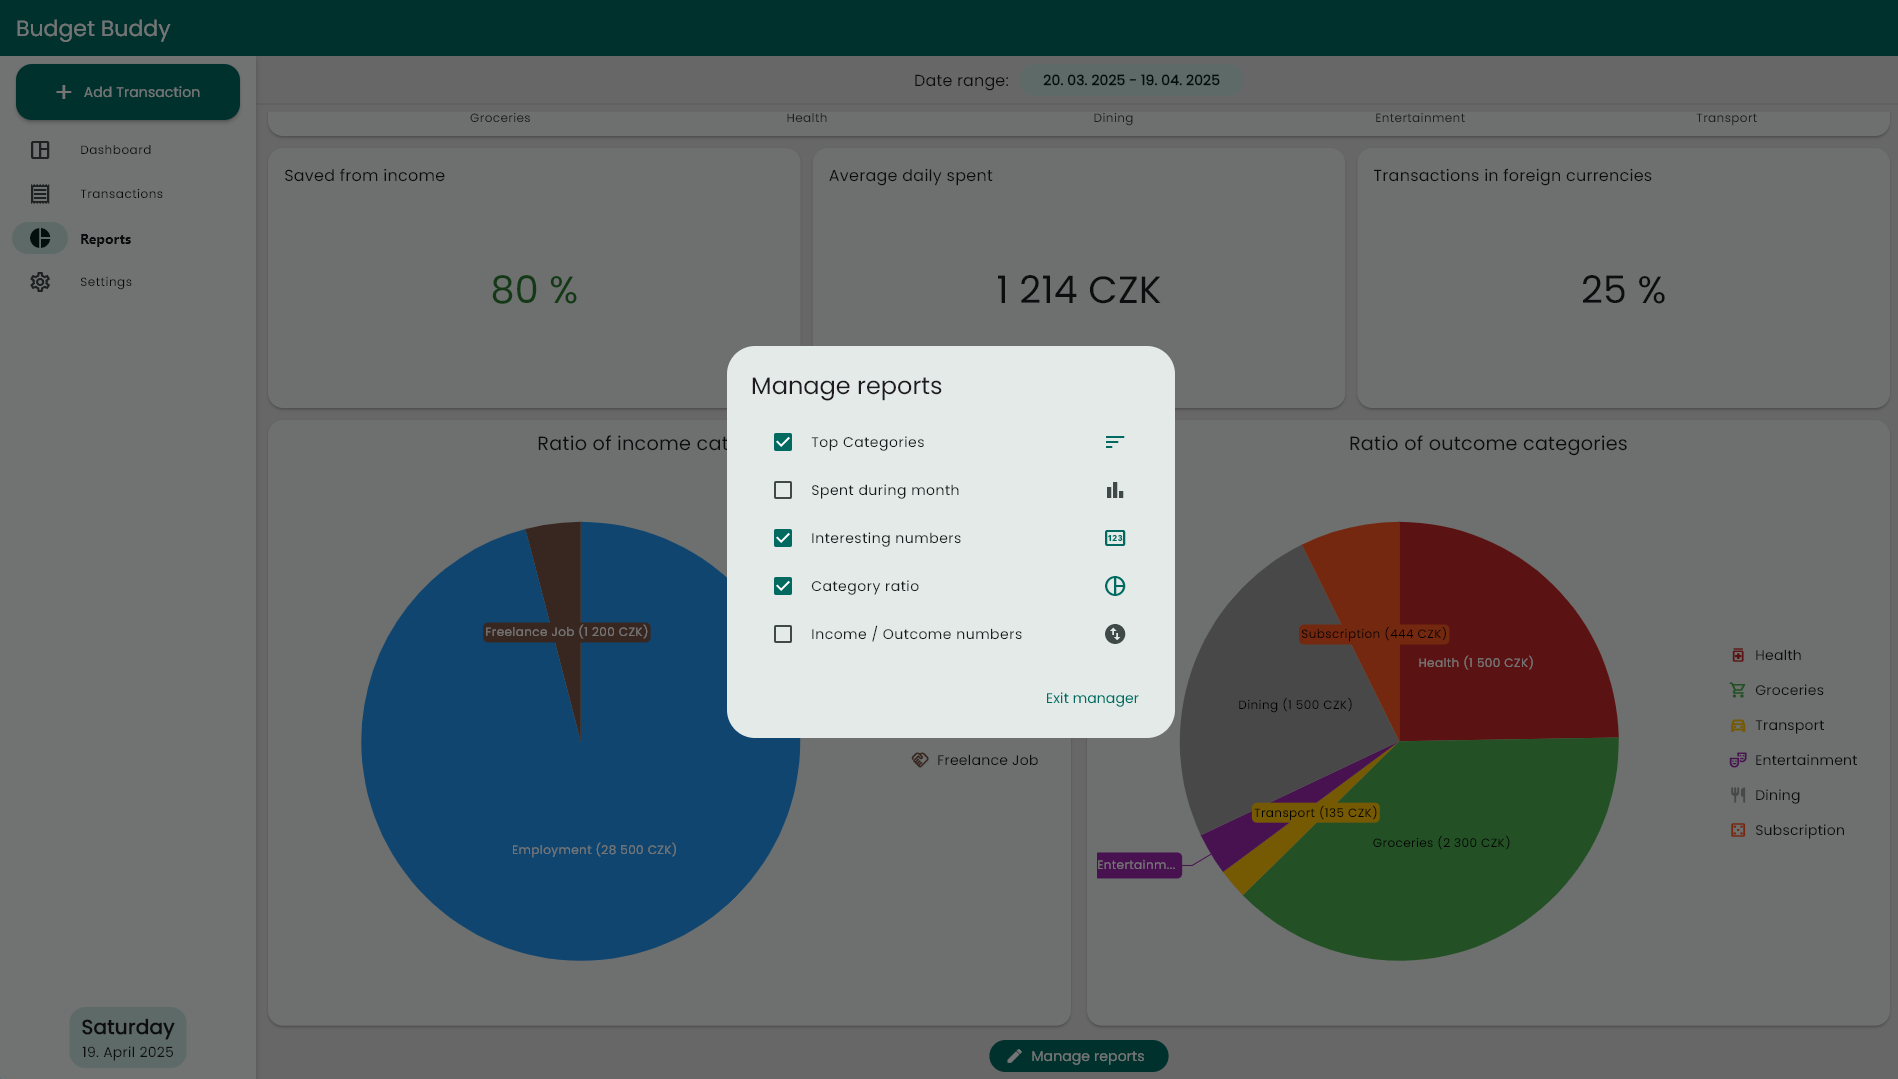 Budget Buddy
Add Transaction
Dashboard
Transactions
Reports
Settings
Saturday
19. April 2025
Date range: 20. 03. 2025 - 19. 04. 2025
Groceries Health Dining Entertainment Transport
Saved from income
80 %
Average daily spent
1 214 CZK
Transactions in foreign currencies
25 %
Manage reports
Top Categories
Spent during month
Interesting numbers
123
Category ratio
Income / Outcome numbers
Exit manager
Ratio of income cat
Freelance Job (1 200 CZK)
Employment (28 500 CZK)
Freelance Job
Ratio of outcome categories
Subscription (444 CZK)
Health (1 500 CZK)
Dining (1 500 CZK)
Transport (135 CZK)
Groceries (2 300 CZK)
Entertainm...
Health
Groceries
Transport
Entertainment
Dining
Subscription
Manage reports